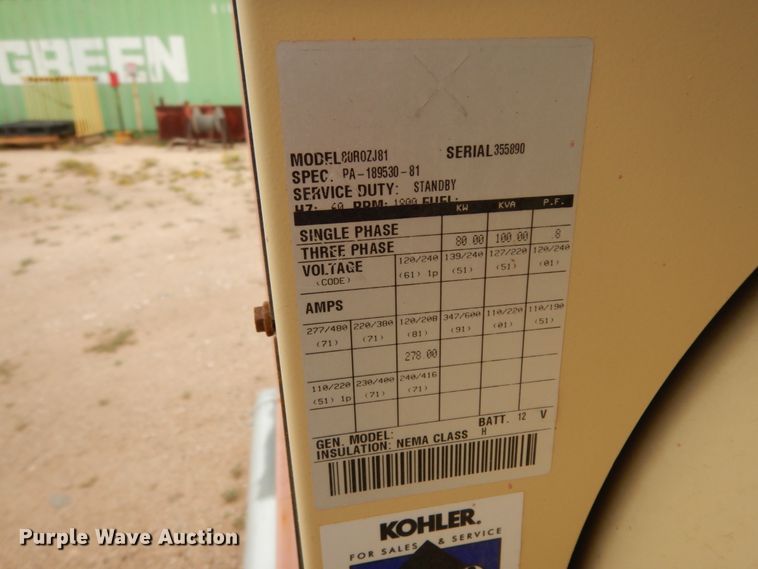 GREEN
MODEL 80ROZJ81 SERIAL 355890
SPEC. PA-189530-81
SERVICE DUTY: STANDBY
HZ: 60 RPM: 1800 FUEL:
KW KVA P.F.
SINGLE PHASE
THREE PHASE 80.00 100.00 .8
VOLTAGE 120/240 139/240 127/220 120/240
(CODE) (61) 1p (51) (51) (01)
AMPS
277/480 220/380 120/208 347/600 110/220 110/190
(71) (71) (81) (91) (01) (51)
278.00
110/220 230/400 240/416
(51) 1p (71) (71)
GEN. MODEL: BATT. 12 V
INSULATION: NEMA CLASS H
KOHLER.
FOR SALES & SERVICE
Purple Wave Auction